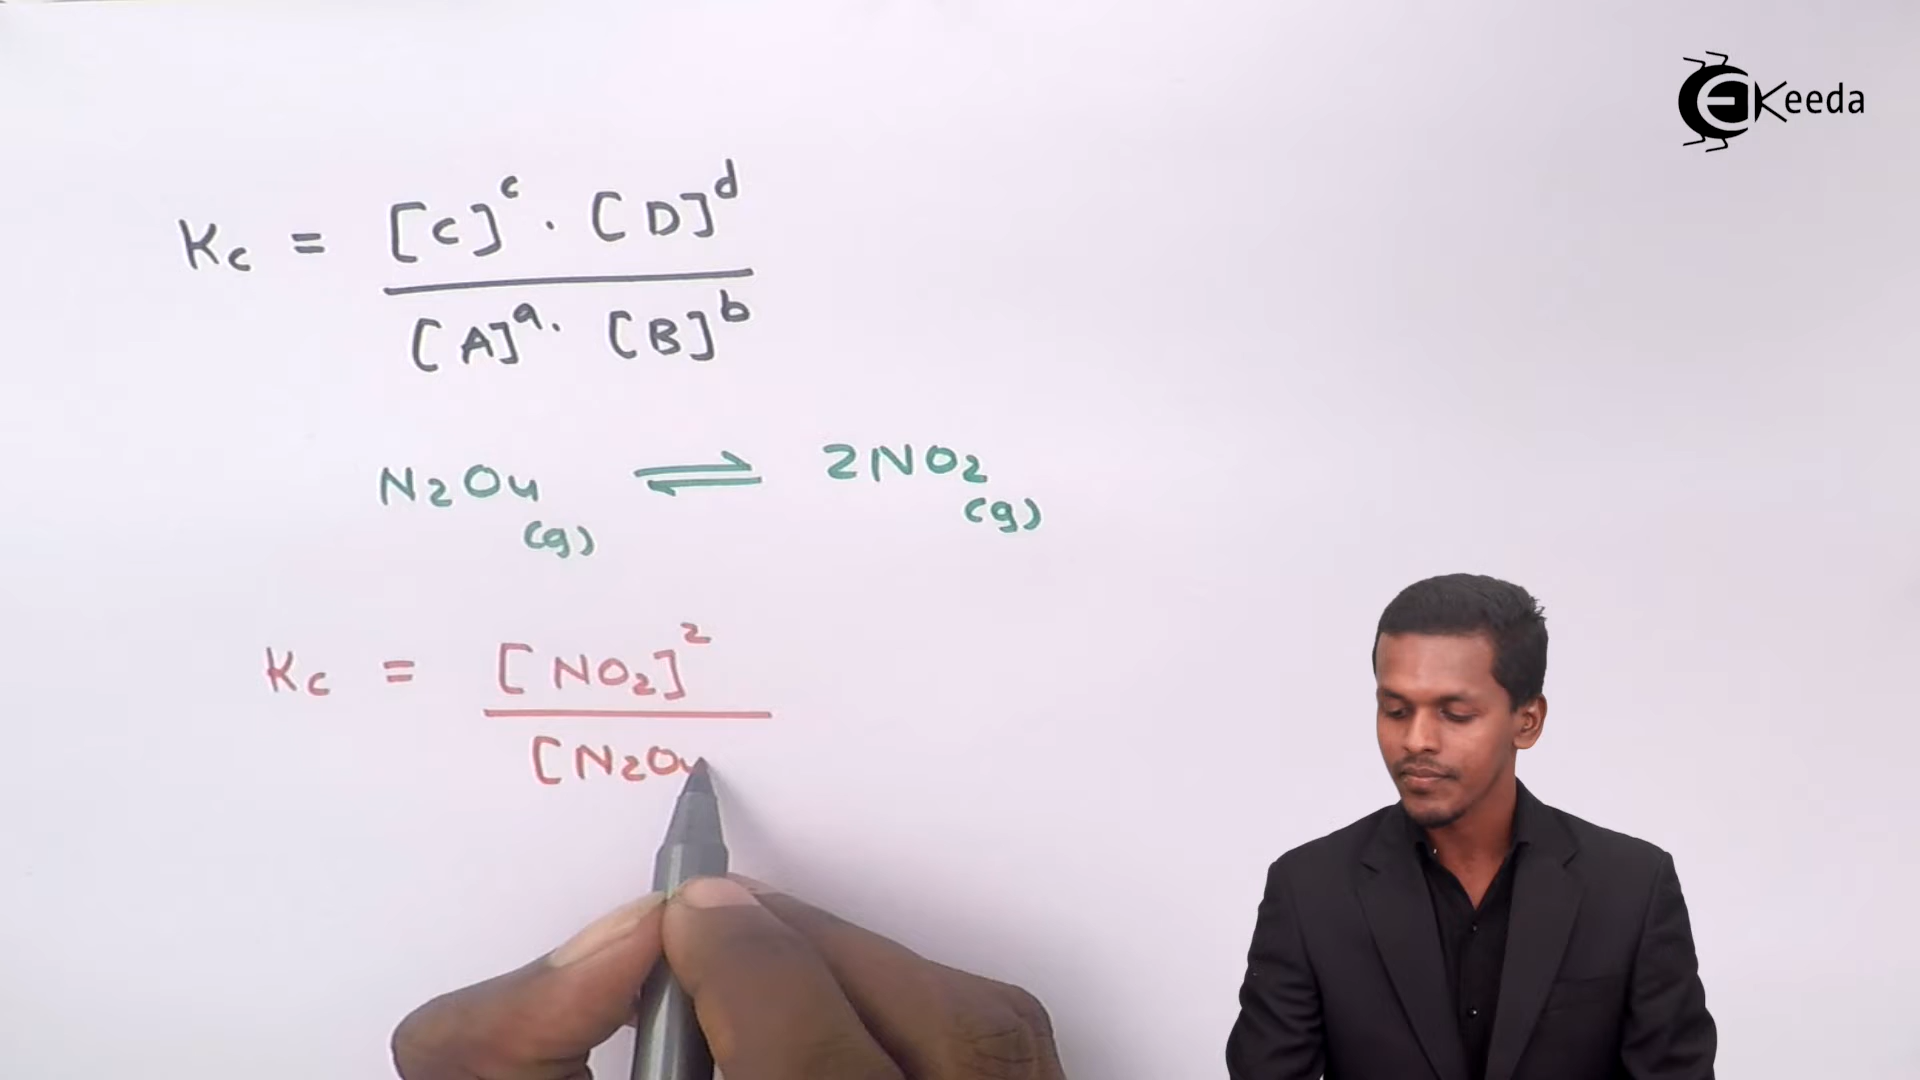 Keeda
Kc = [C]^c · [D]^d
[A]^a · [B]^b
N2O4 ⇌ 2NO2
(g) (g)
Kc = [NO2]^2
[N2O4